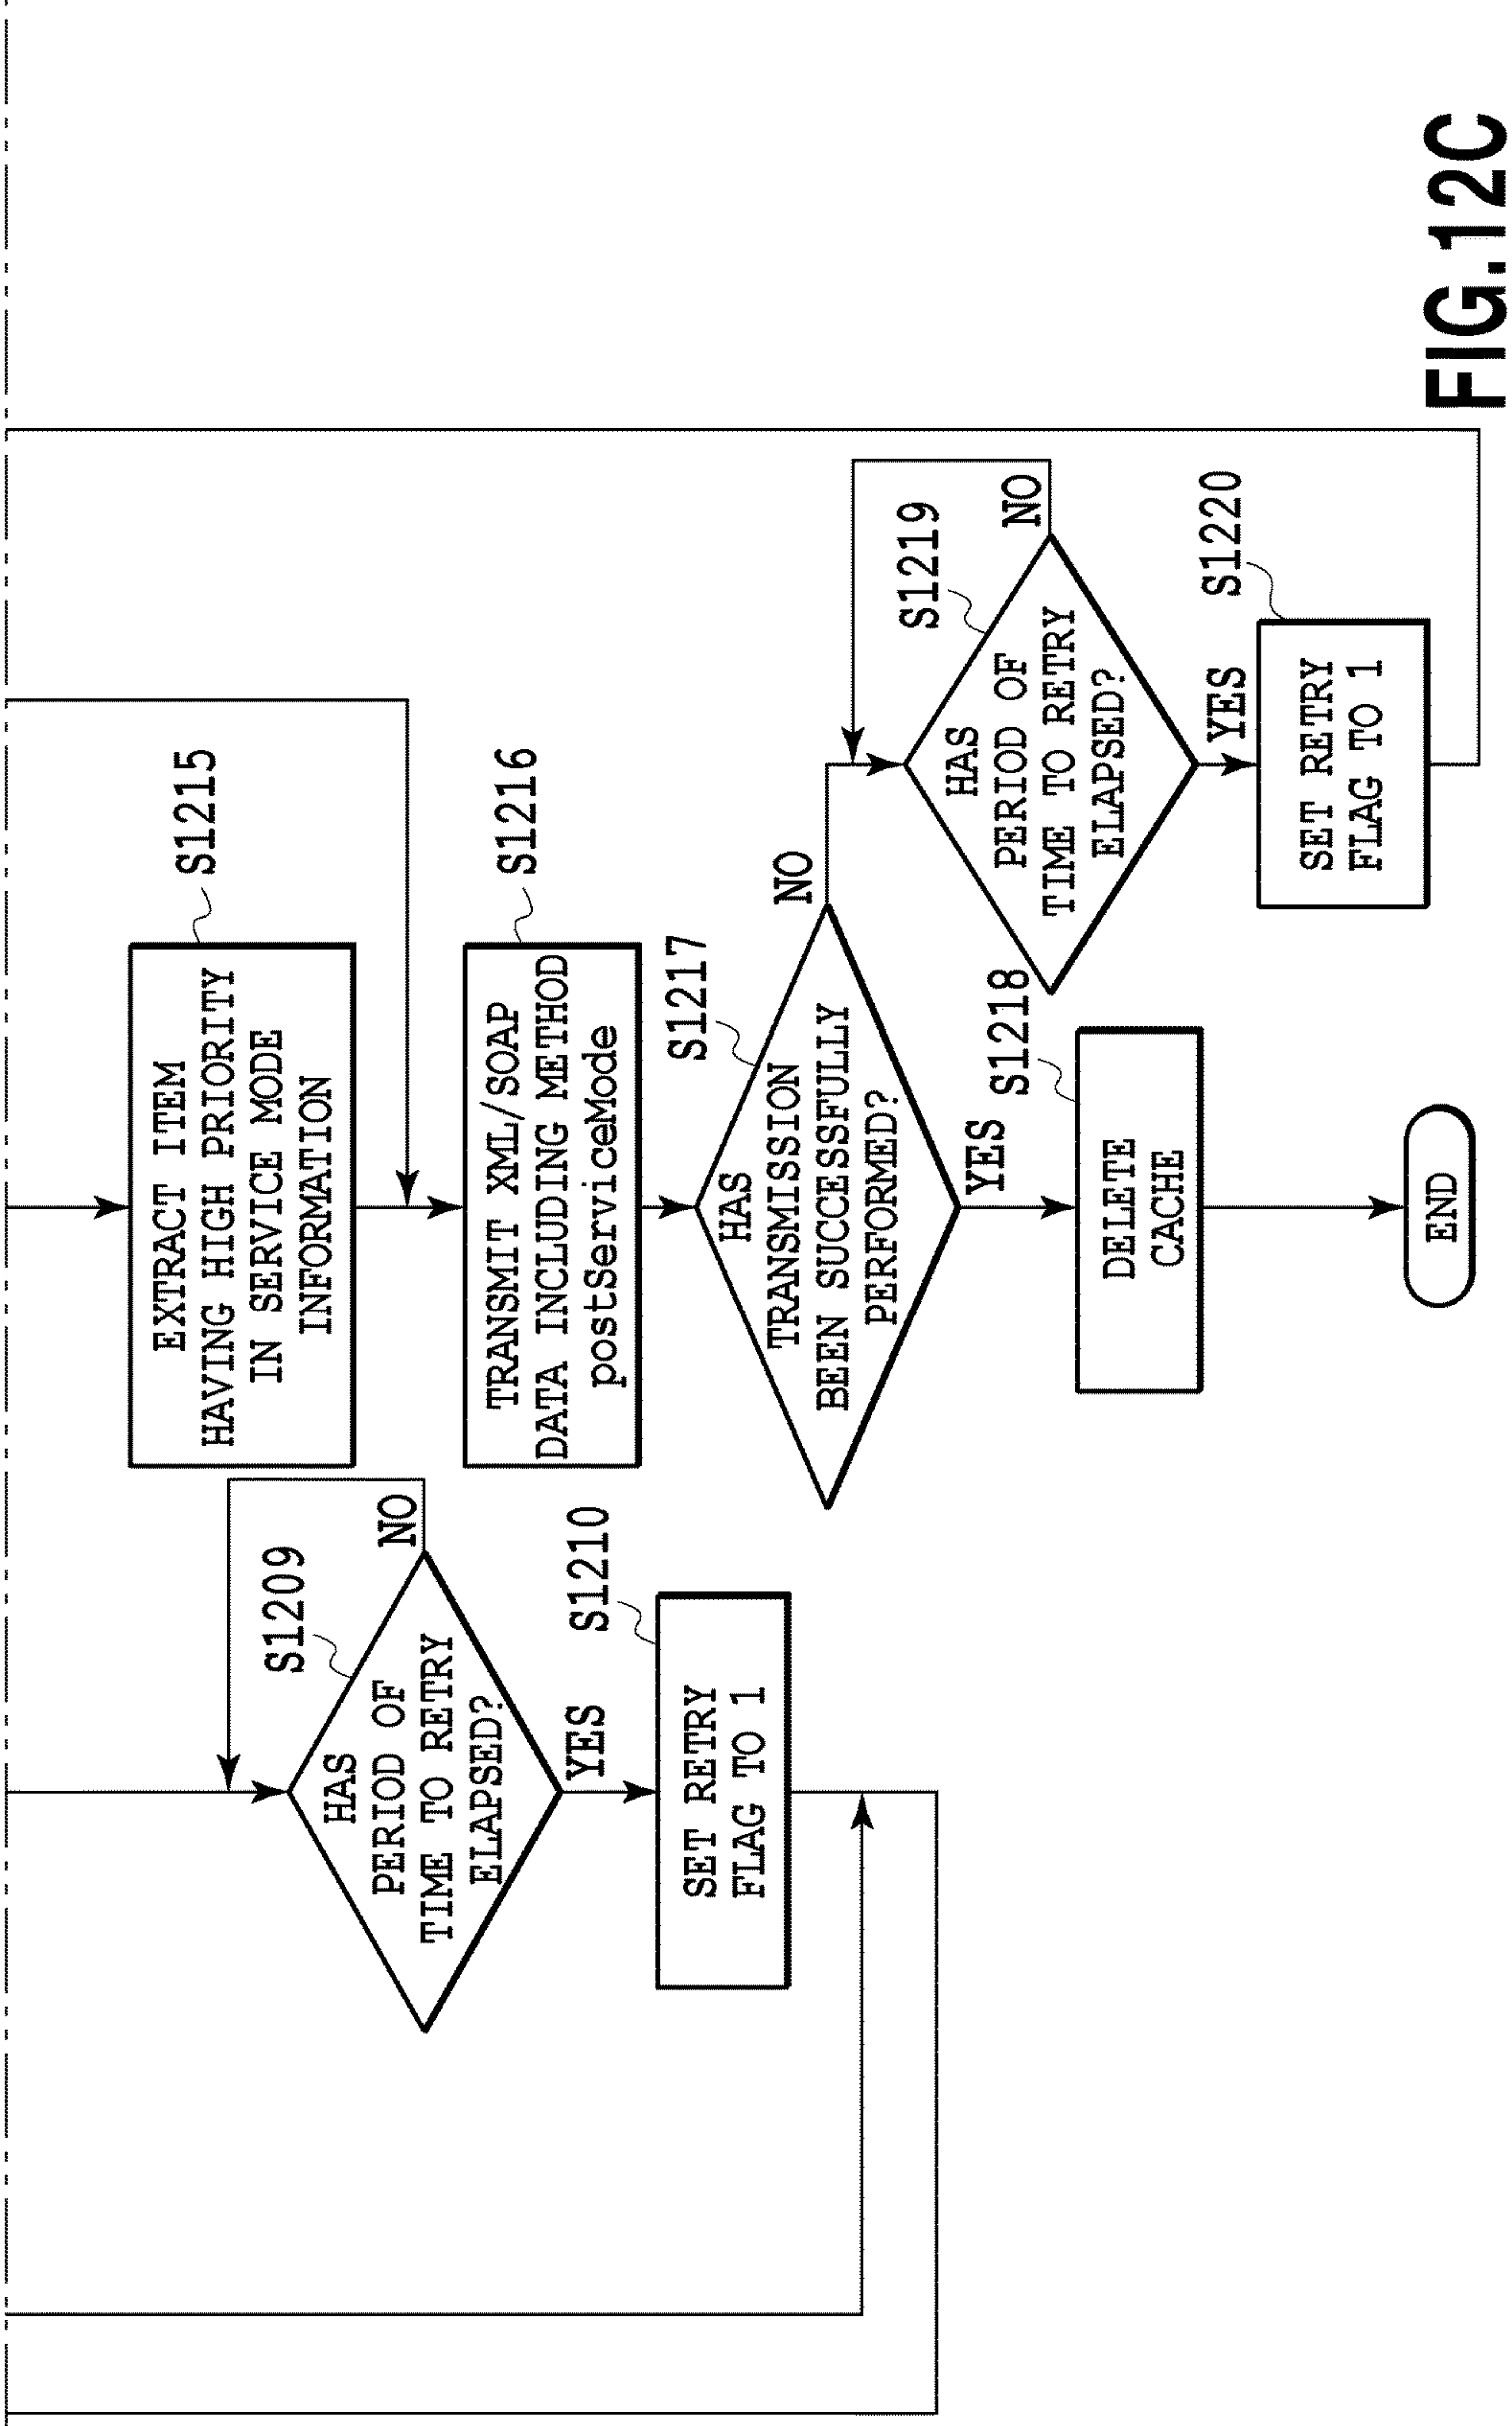 S1215
EXTRACT ITEM
HAVING HIGH PRIORITY
IN SERVICE MODE
INFORMATION
S1216
TRANSMIT XML/SOAP
DATA INCLUDING METHOD
postServiceMode
S1217
HAS
TRANSMISSION
BEEN SUCCESSFULLY
PERFORMED?
NO
YES
S1218
DELETE
CACHE
END
S1219
HAS
PERIOD OF
TIME TO RETRY
ELAPSED?
NO
YES
S1220
SET RETRY
FLAG TO 1
S1209
HAS
PERIOD OF
TIME TO RETRY
ELAPSED?
NO
YES
S1210
SET RETRY
FLAG TO 1
FIG.12C